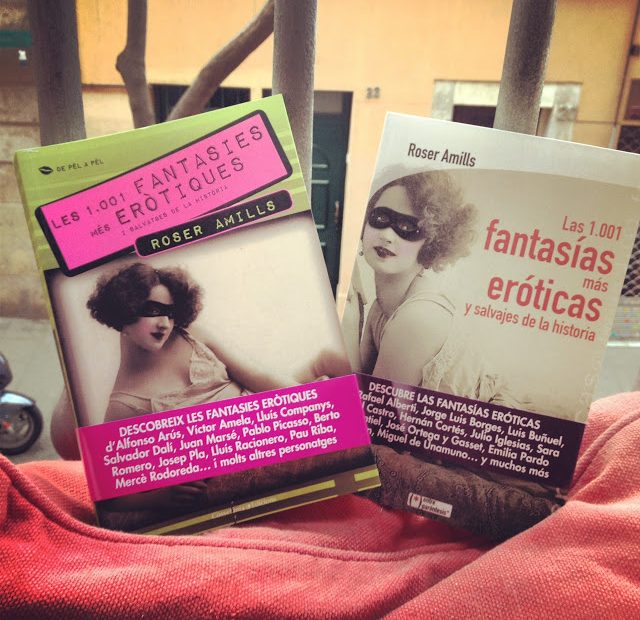 DE PÈL A PÈL
LES 1.001 FANTASIES
MÉS ERÒTIQUES
I SALVATGES DE LA HISTÒRIA
ROSER AMILLS
DESCOBREIX LES FANTASIES ERÒTIQUES
d'Alfonso Arús, Víctor Amela, Lluís Companys,
Salvador Dalí, Juan Marsé, Pablo Picasso, Berto
Romero, Josep Pla, Lluís Racionero, Pau Riba,
Mercè Rodoreda... i molts altres personatges
Roser Amills
Las 1.001
fantasías
más
eróticas
y salvajes de la historia
DESCUBRE LAS FANTASÍAS ERÓTICAS
Rafael Alberti, Jorge Luis Borges, Luis Buñuel,
l Castro, Hernán Cortés, Julio Iglesias, Sara
ntiel, José Ortega y Gasset, Emilia Pardo
Miguel de Unamuno... y muchos más